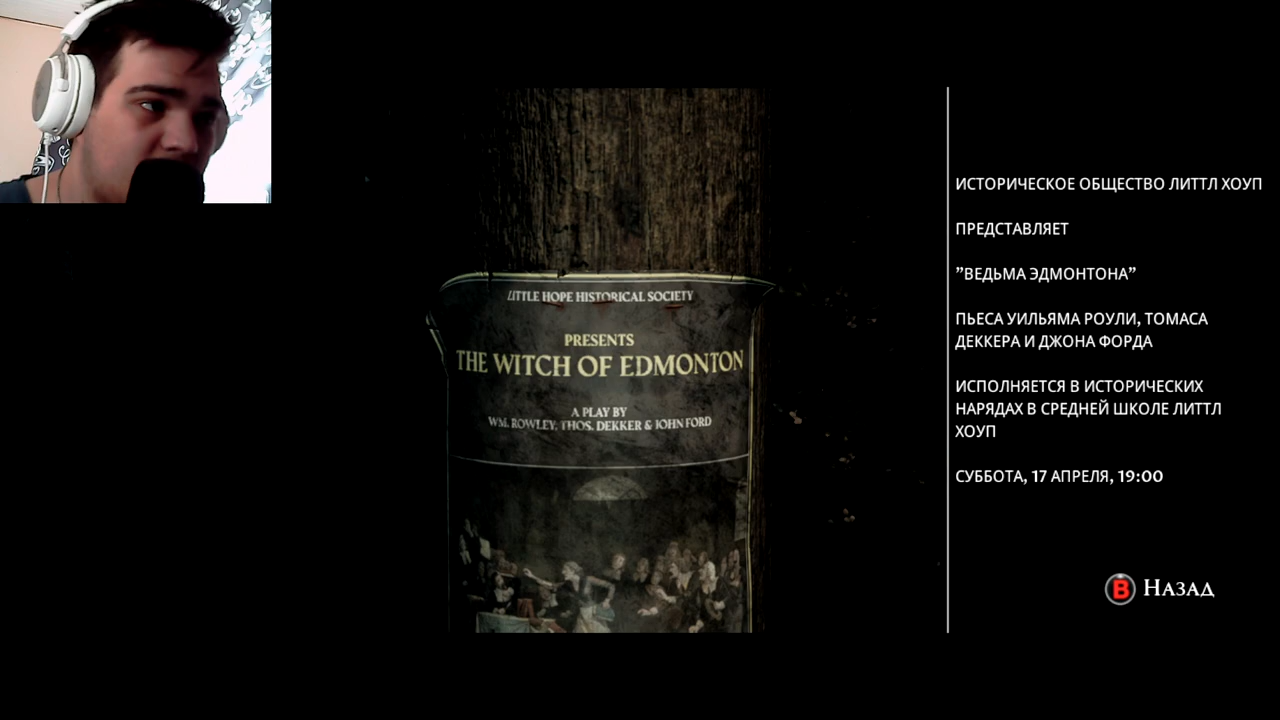 LITTLE HOPE HISTORICAL SOCIETY
PRESENTS
THE WITCH OF EDMONTON
A PLAY BY
WM. ROWLEY, THOS. DEKKER & JOHN FORD
ИСТОРИЧЕСКОЕ ОБЩЕСТВО ЛИТТЛ ХОУП
ПРЕДСТАВЛЯЕТ
”ВЕДЬМА ЭДМОНТОНА”
ПЬЕСА УИЛЬЯМА РОУЛИ, ТОМАСА
ДЕККЕРА И ДЖОНА ФОРДА
ИСПОЛНЯЕТСЯ В ИСТОРИЧЕСКИХ
НАРЯДАХ В СРЕДНЕЙ ШКОЛЕ ЛИТТЛ
ХОУП
СУББОТА, 17 АПРЕЛЯ, 19:00
B Назад